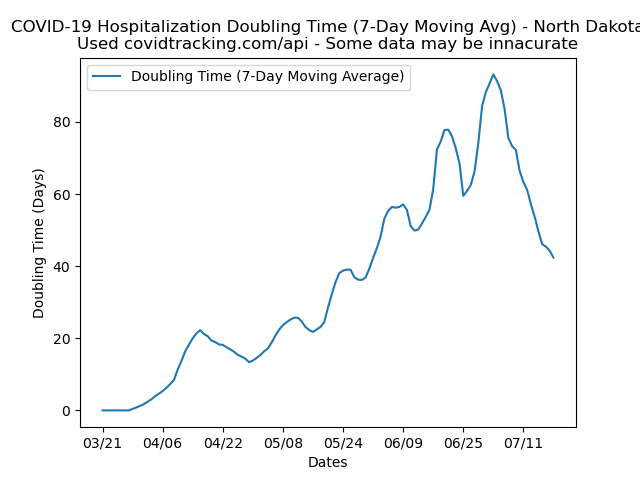 COVID-19 Hospitalization Doubling Time (7-Day Moving Avg) - North Dakota
Used covidtracking.com/api - Some data may be innacurate
Doubling Time (7-Day Moving Average)
80
60
40
20
0
Doubling Time (Days)
03/21 04/06 04/22 05/08 05/24 06/09 06/25 07/11
Dates